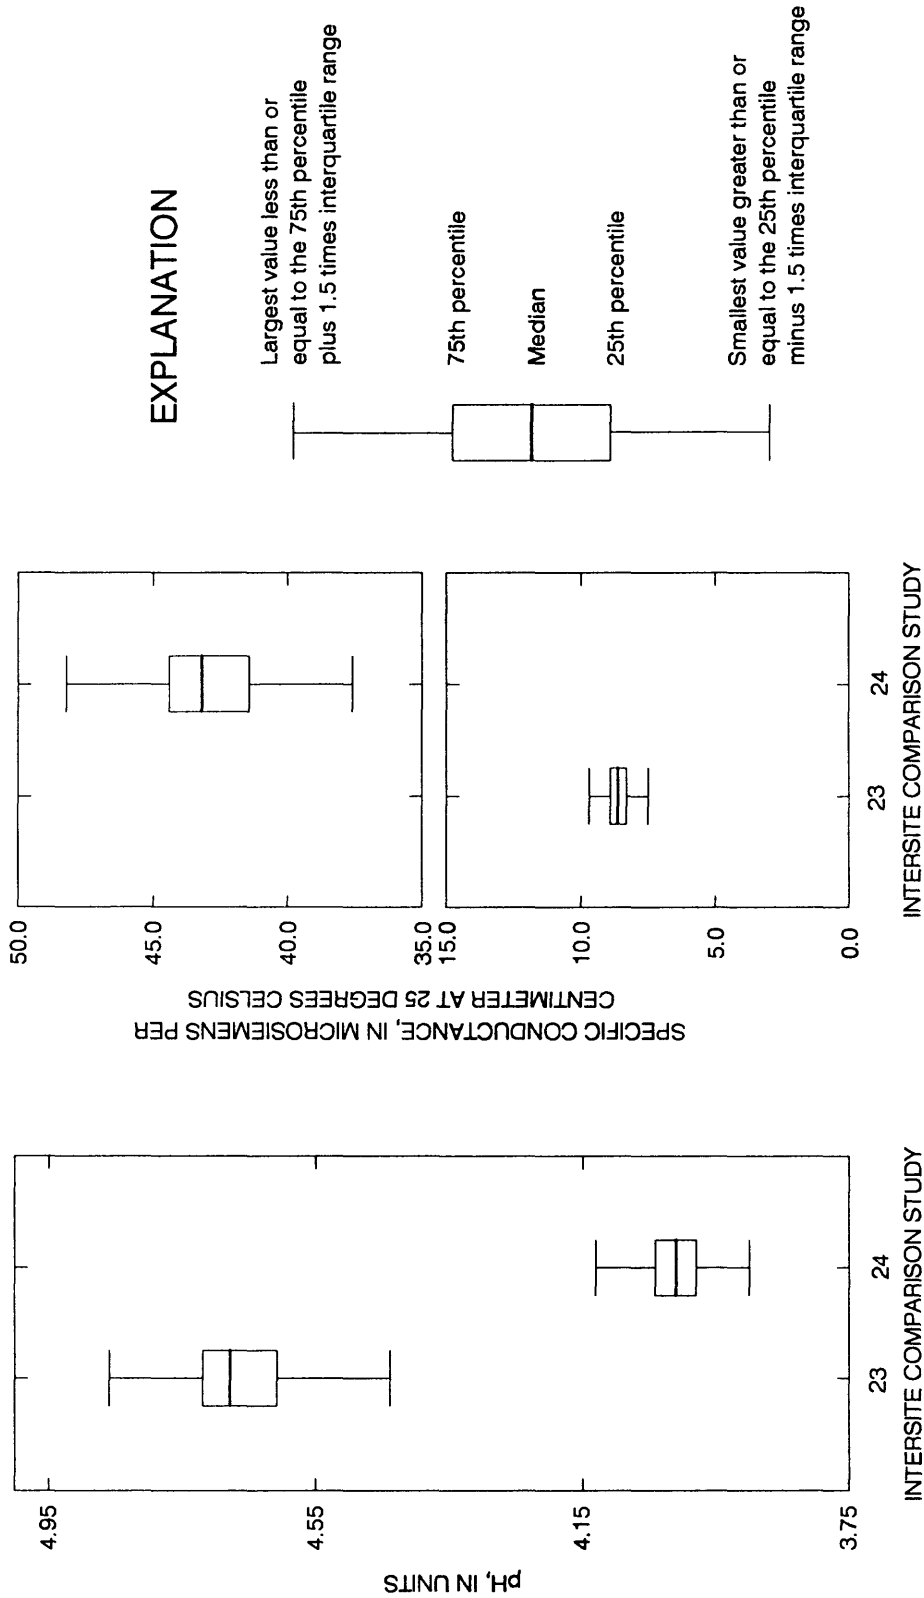 pH, IN UNITS
4.95
4.55
4.15
3.75
23
24
INTERSITE COMPARISON STUDY
SPECIFIC CONDUCTANCE, IN MICROSIEMENS PER
CENTIMETER AT 25 DEGREES CELSIUS
50.0
45.0
40.0
35.0
15.0
10.0
5.0
0.0
23
24
INTERSITE COMPARISON STUDY
EXPLANATION
Largest value less than or
equal to the 75th percentile
plus 1.5 times interquartile range
75th percentile
Median
25th percentile
Smallest value greater than or
equal to the 25th percentile
minus 1.5 times interquartile range